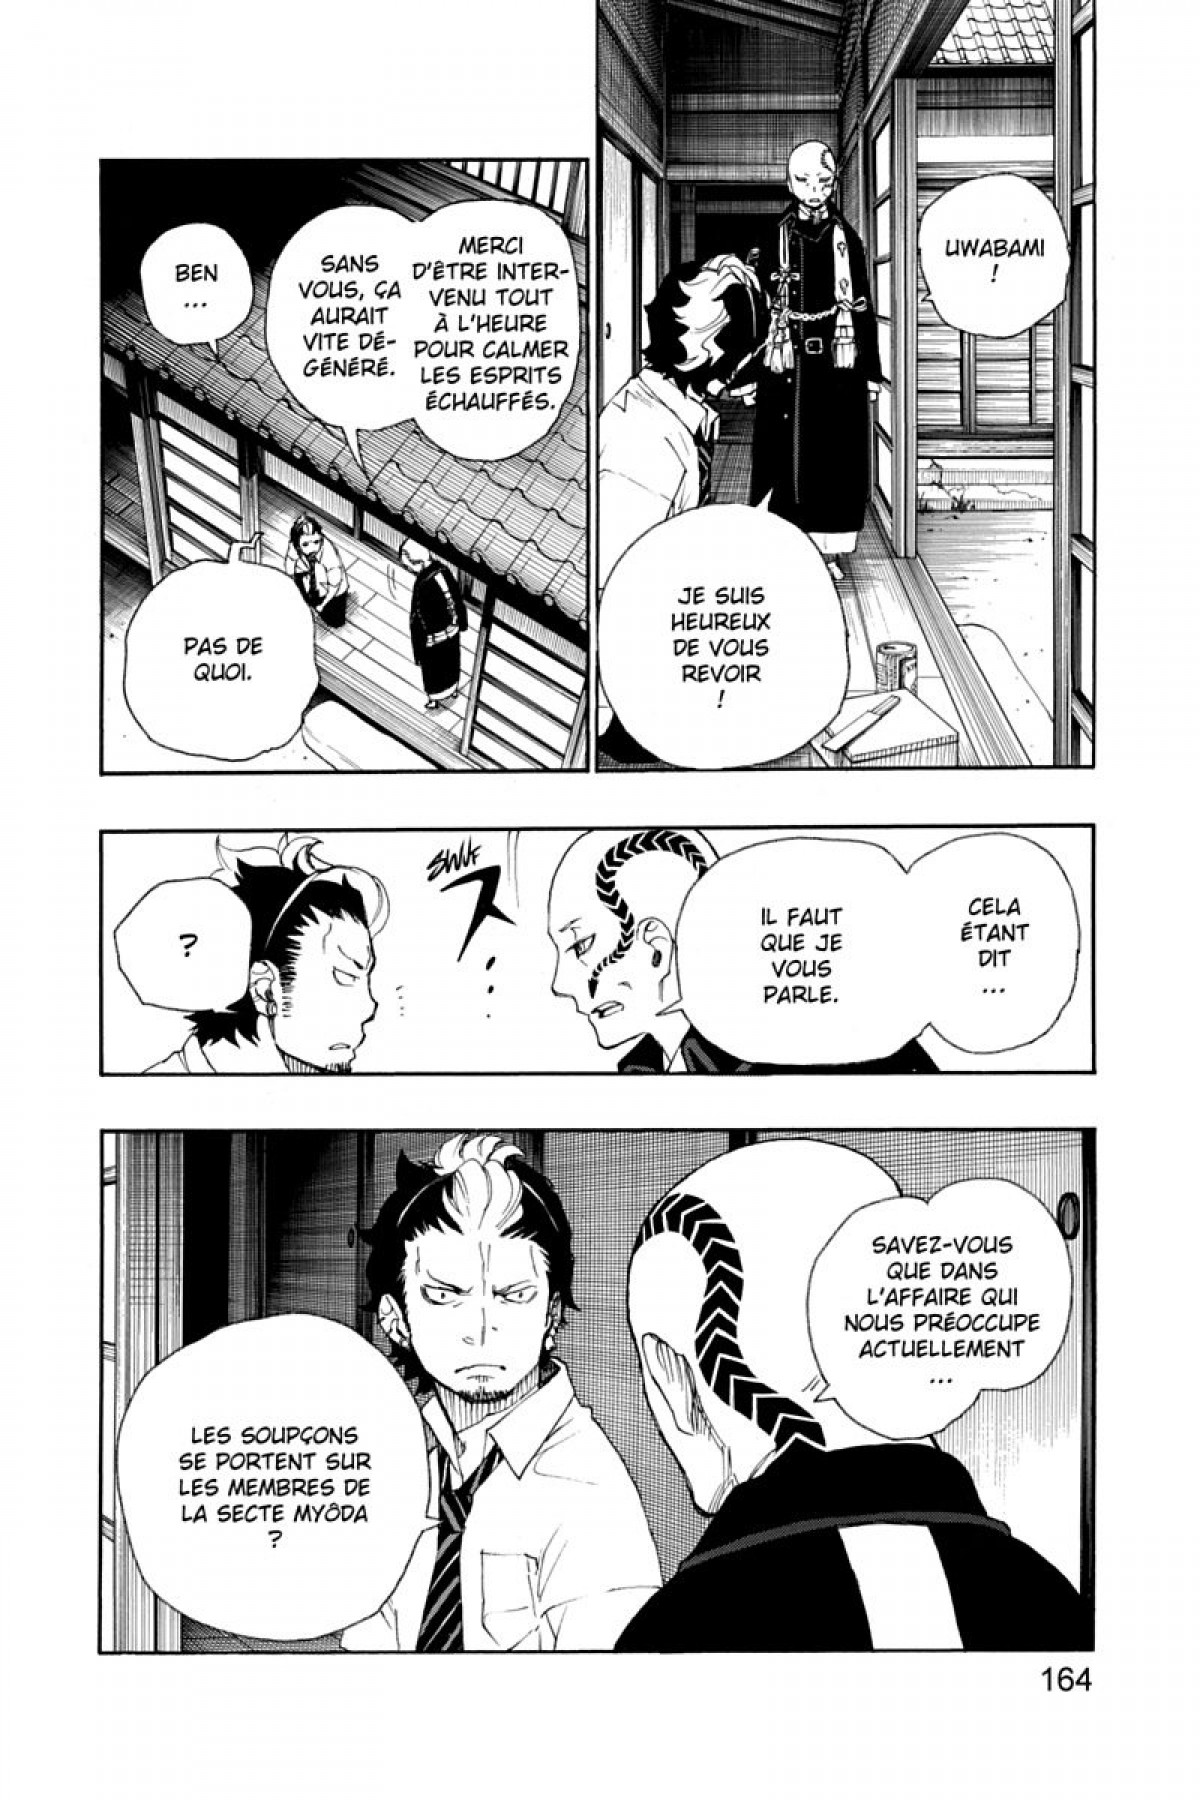 UWABAMI
!
JE SUIS
HEUREUX
DE VOUS
REVOIR
!
MERCI
D'ÊTRE INTER-
VENU TOUT
À L'HEURE
POUR CALMER
LES ESPRITS
ÉCHAUFFÉS.
SANS
VOUS, ÇA
AURAIT
VITE DÉ-
GÉNÉRÉ.
BEN
...
PAS DE
QUOI.
CELA
ÉTANT
DIT
...
IL FAUT
QUE JE
VOUS
PARLE.
SWUF
ス
?
SAVEZ-VOUS
QUE DANS
L'AFFAIRE QUI
NOUS PRÉOCCUPE
ACTUELLEMENT
...
LES SOUPÇONS
SE PORTENT SUR
LES MEMBRES DE
LA SECTE MYÔDA
?
164